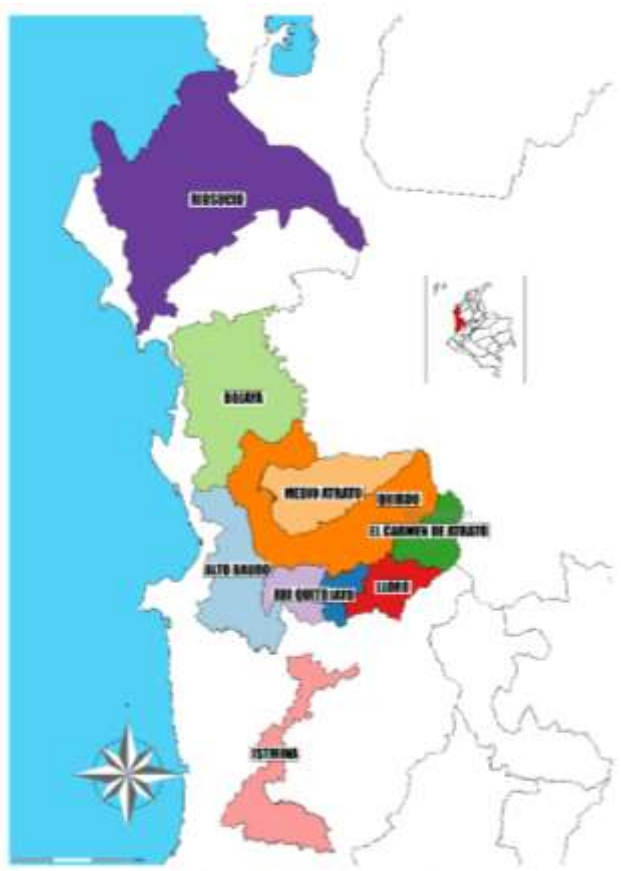 RIOSUCIO
BOJAYA
MEDIO ATRATO
QUIBDO
EL CARMEN DE ATRATO
ALTO BAUDO
RIO QUITO
LLORO
ISTMINA